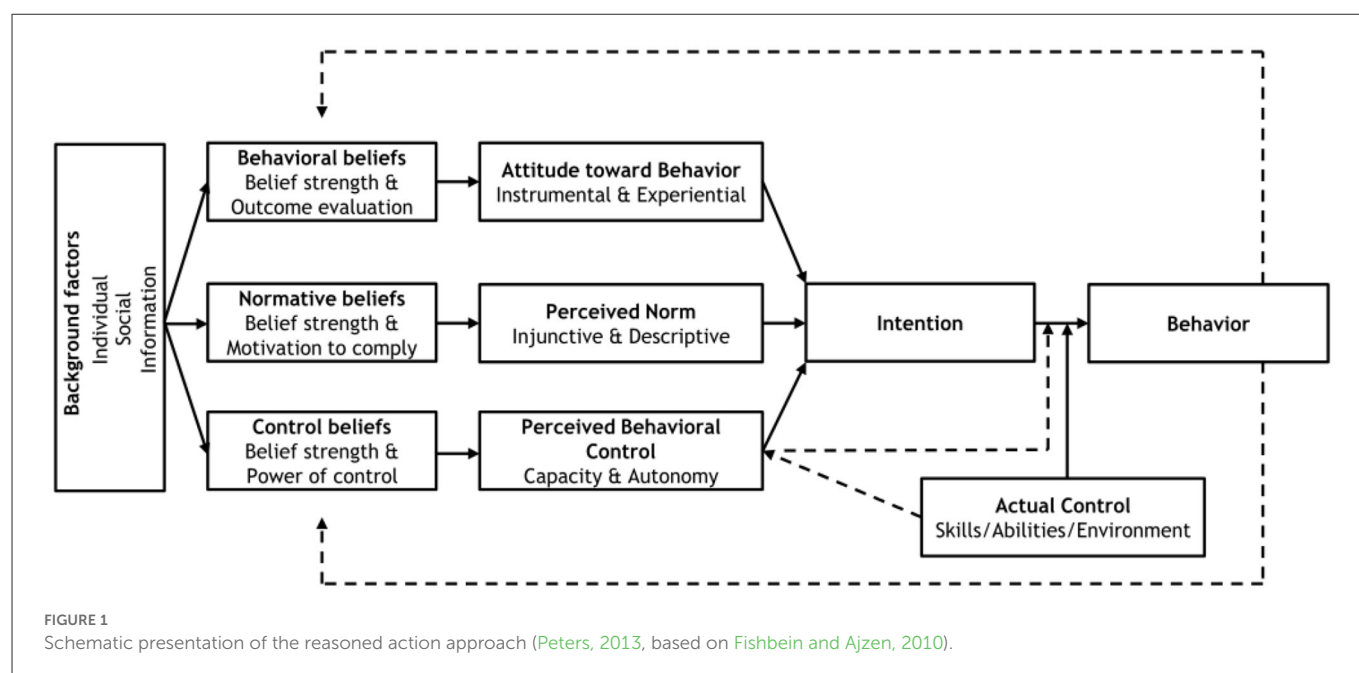 Background factors
Individual
Social
Information
Behavioral beliefs
Belief strength &
Outcome evaluation
Attitude toward Behavior
Instrumental & Experiential
Normative beliefs
Belief strength &
Motivation to comply
Perceived Norm
Injunctive & Descriptive
Intention
Behavior
Control beliefs
Belief strength &
Power of control
Perceived Behavioral
Control
Capacity & Autonomy
Actual Control
Skills/Abilities/Environment
FIGURE 1
Schematic presentation of the reasoned action approach (Peters, 2013, based on Fishbein and Ajzen, 2010).